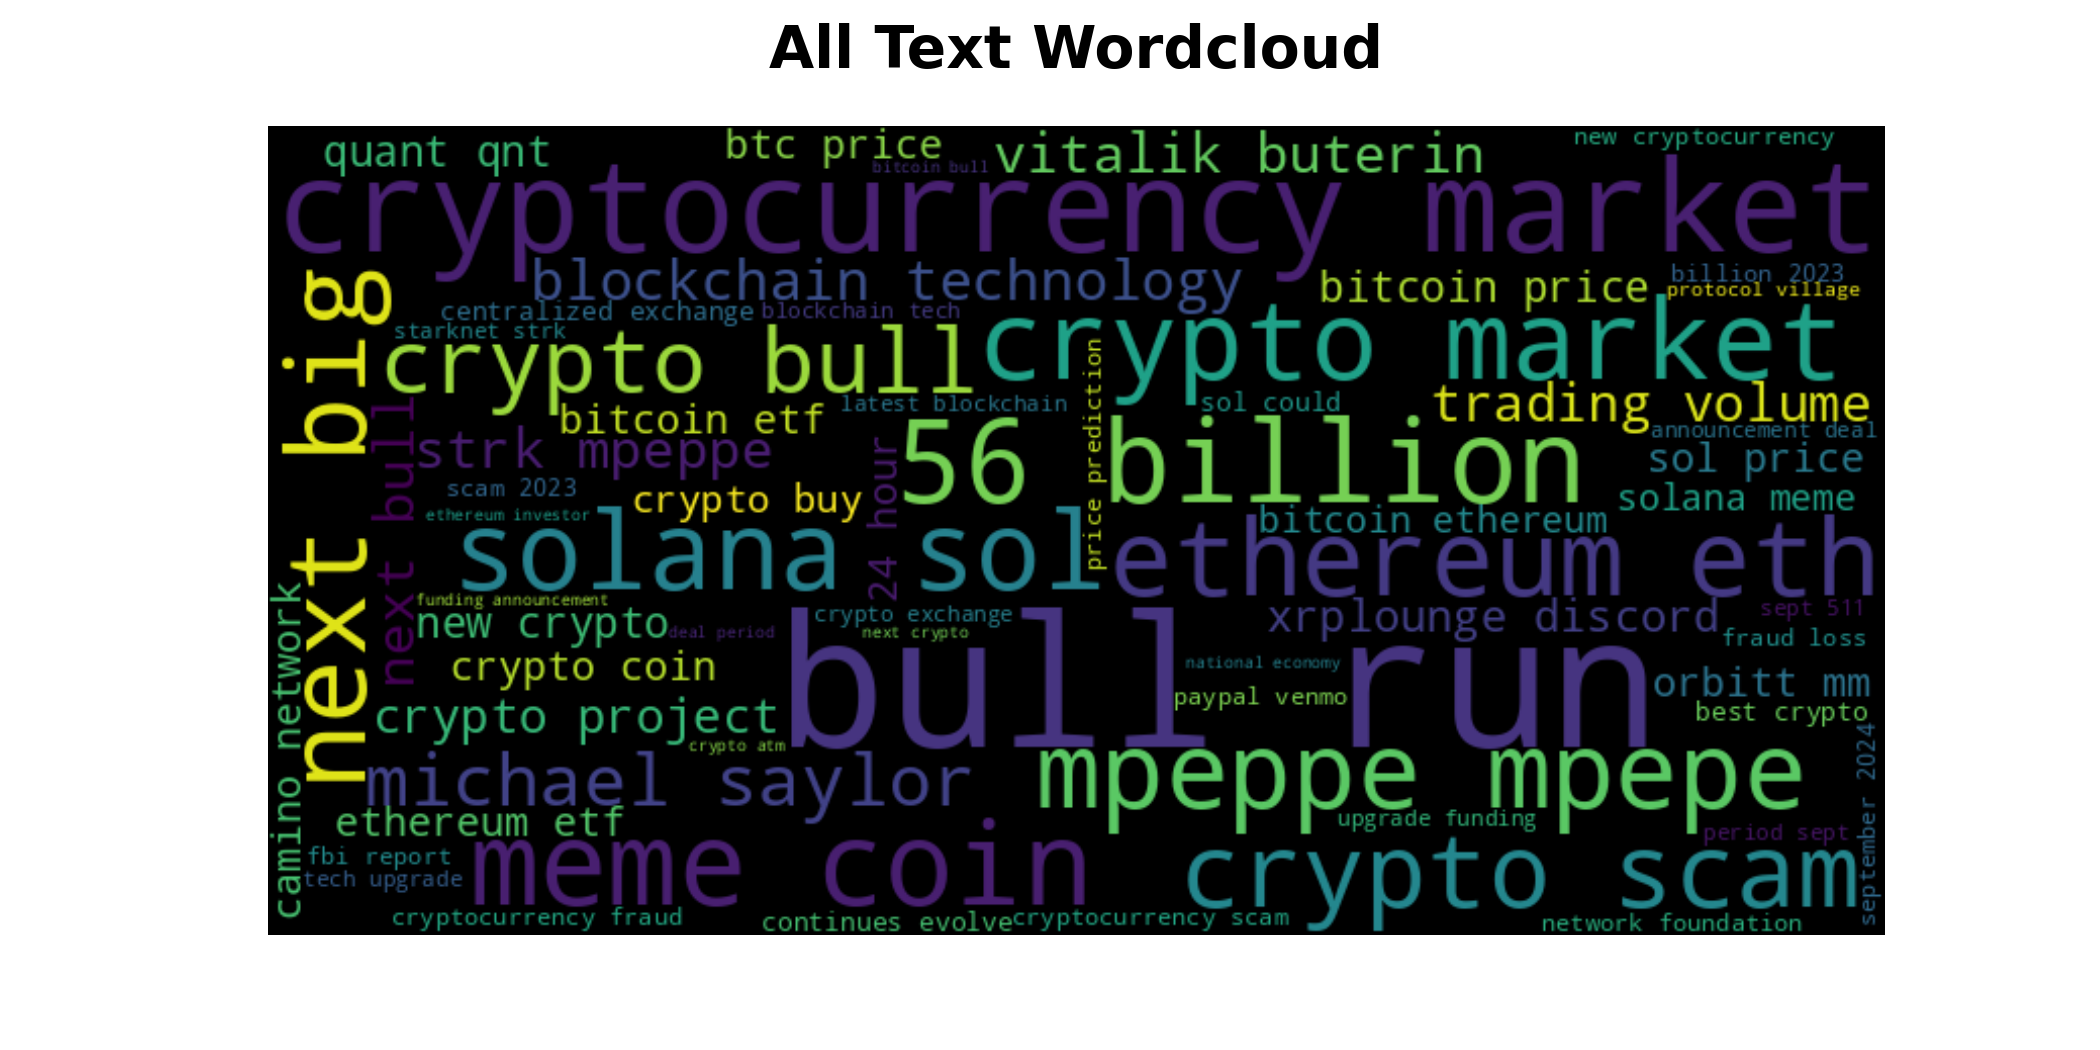 All Text Wordcloud
quant qnt
btc price
bitcoin bull
vitalik buterin
new cryptocurrency
cryptocurrency market
next big
blockchain technology
bitcoin price
billion 2023
protocol village
centralized exchange
blockchain tech
starknet strk
crypto bull
crypto market
next bull
bitcoin etf
latest blockchain
price prediction
sol could
trading volume
strk mpeppe
24 hour
56 billion
announcement deal
sol price
scam 2023
crypto buy
solana meme
ethereum investor
solana sol
bitcoin ethereum
ethereum eth
camino network
funding announcement
new crypto
deal period
crypto exchange
next crypto
bull run
xrplounge discord
sept 511
fraud loss
crypto coin
national economy
paypal venmo
orbitt mm
best crypto
crypto project
crypto atm
michael saylor
mpeppe mpepe
september 2024
ethereum etf
upgrade funding
period sept
fbi report
tech upgrade
meme coin
crypto scam
cryptocurrency fraud
continues evolve
cryptocurrency scam
network foundation